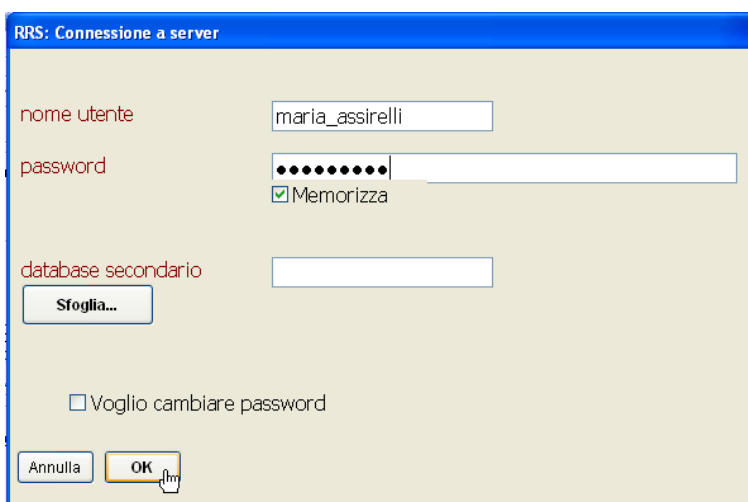 RRS: Connessione a server
nome utente maria_assirelli
password ●●●●●●●●●
Memorizza
database secondario
Sfoglia...
Voglio cambiare password
Annulla OK